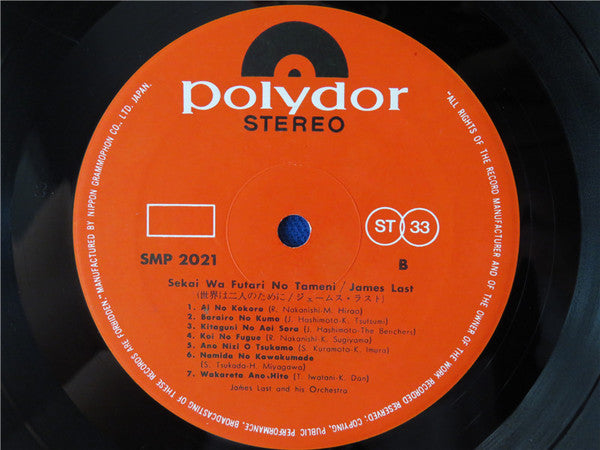 polydor
STEREO
SMP 2021
ST 33
B
Sekai Wa Futari No Tameni / James Last
(世界は二人のために / ジェームス・ラスト)
1. Ai No Kokoro (R. Nakanishi-M. Hirao)
2. Barairo No Kumo (J. Hashimoto-K. Tsutsumi)
3. Kitaguni No Aoi Sora (J. Hashimoto-The Benchers)
4. Koi No Fugue (R. Nakanishi-K. Sugiyama)
5. Ano Nizi O Tsukamo (S. Kuramoto-K. Imura)
6. Namida No Kawakumade
(S. Tsukada-H. Miyagawa)
7. Wakareta Ano Hito (T. Iwatani-K. Dan)
James Last and his Orchestra
"ALL RIGHTS OF THE RECORD MANUFACTURER AND OF THE OWNER OF THE WORK RECORDED RESERVED; COPYING, PUBLIC PERFORMANCE, BROADCASTING OF THESE RECORDS ARE FORBIDDEN" MANUFACTURED BY NIPPON GRAMMOPHON CO., LTD. JAPAN.